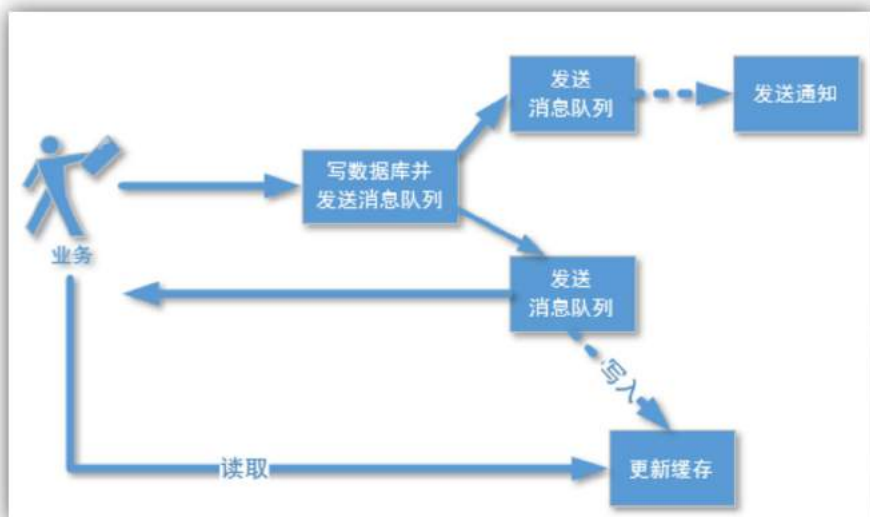 发送
消息队列
发送通知
写数据库并
发送消息队列
业务
发送
消息队列
写入
读取
更新缓存